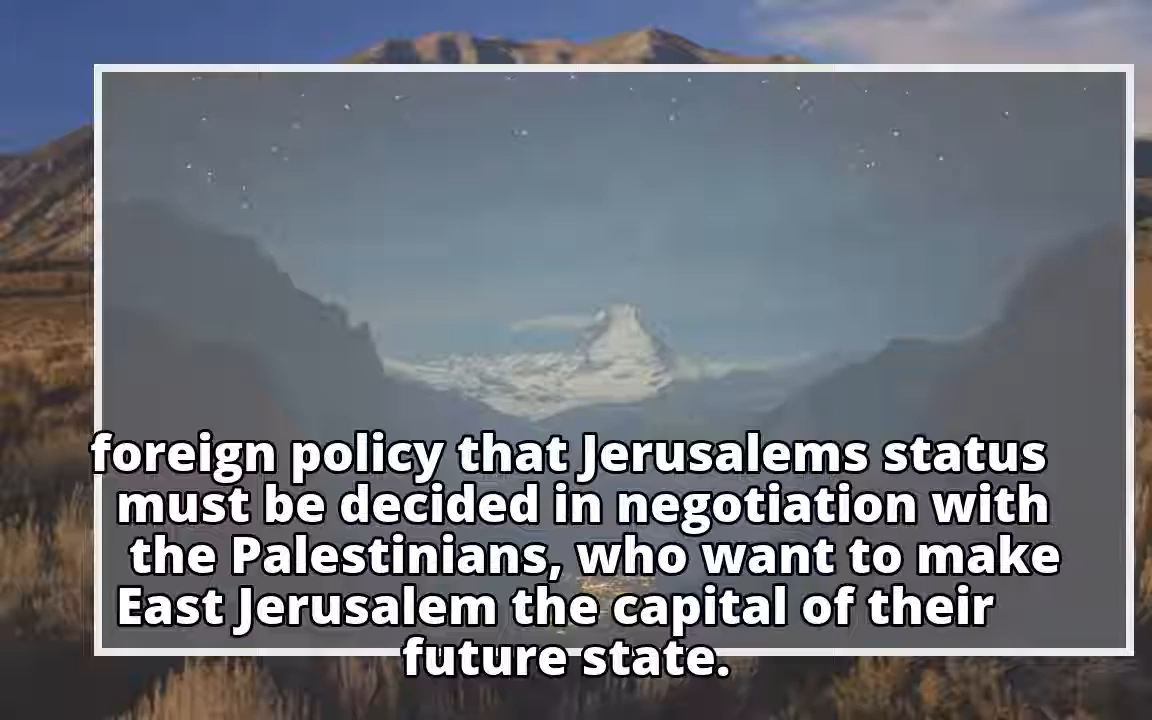 foreign policy that Jerusalems status
must be decided in negotiation with
the Palestinians, who want to make
East Jerusalem the capital of their
future state.